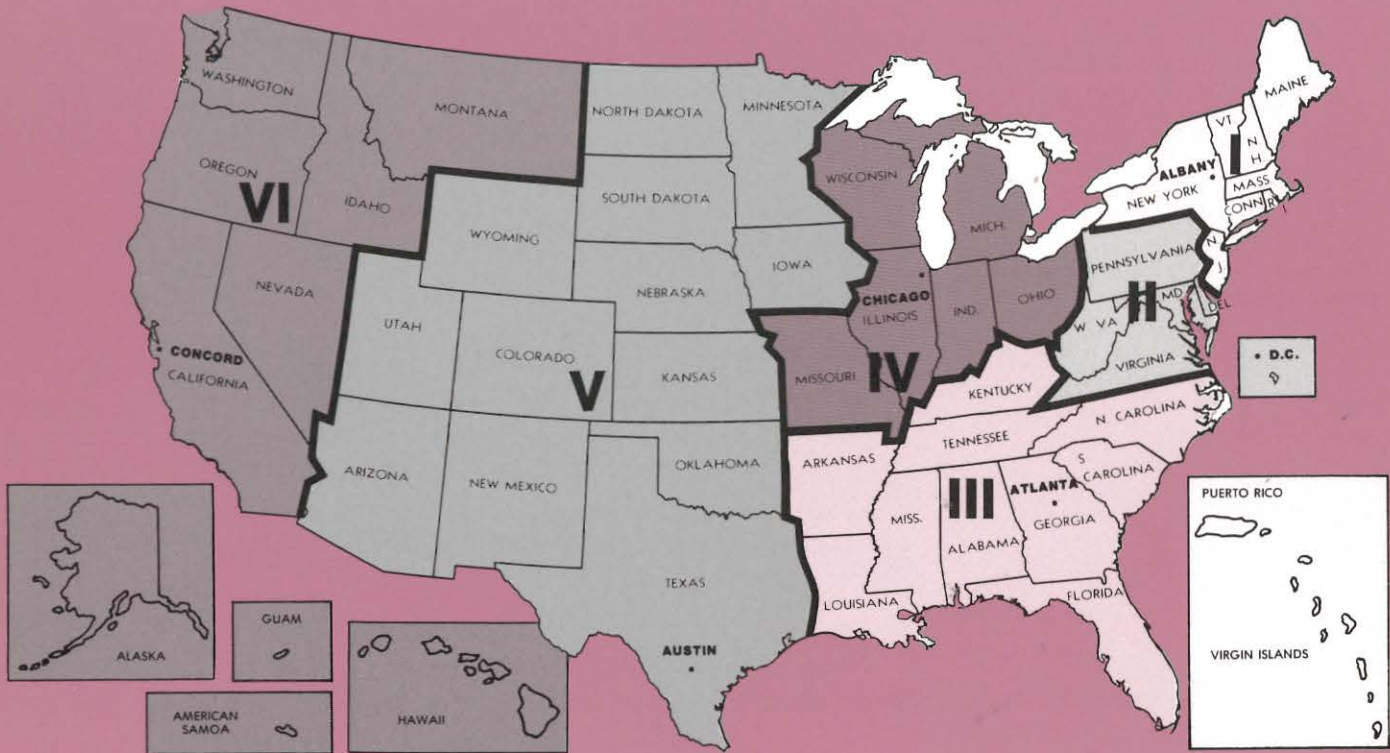 WASHINGTON
MONTANA
NORTH DAKOTA
MINNESOTA
MAINE
VT.
N
H
I
OREGON
VI
IDAHO
SOUTH DAKOTA
WISCONSIN
MICH.
ALBANY
NEW YORK
MASS
CONN
R
I
WYOMING
IOWA
PENNSYLVANIA
N
J
NEVADA
NEBRASKA
CHICAGO
ILLINOIS
IND.
OHIO
II
MD
DEL
W VA
UTAH
COLORADO
V
KANSAS
MISSOURI
IV
VIRGINIA
D.C.
CONCORD
CALIFORNIA
KENTUCKY
N CAROLINA
TENNESSEE
ARIZONA
NEW MEXICO
OKLAHOMA
ARKANSAS
S
CAROLINA
MISS.
III
ATLANTA
GEORGIA
ALABAMA
PUERTO RICO
TEXAS
LOUISIANA
FLORIDA
GUAM
ALASKA
AUSTIN
VIRGIN ISLANDS
AMERICAN
SAMOA
HAWAII